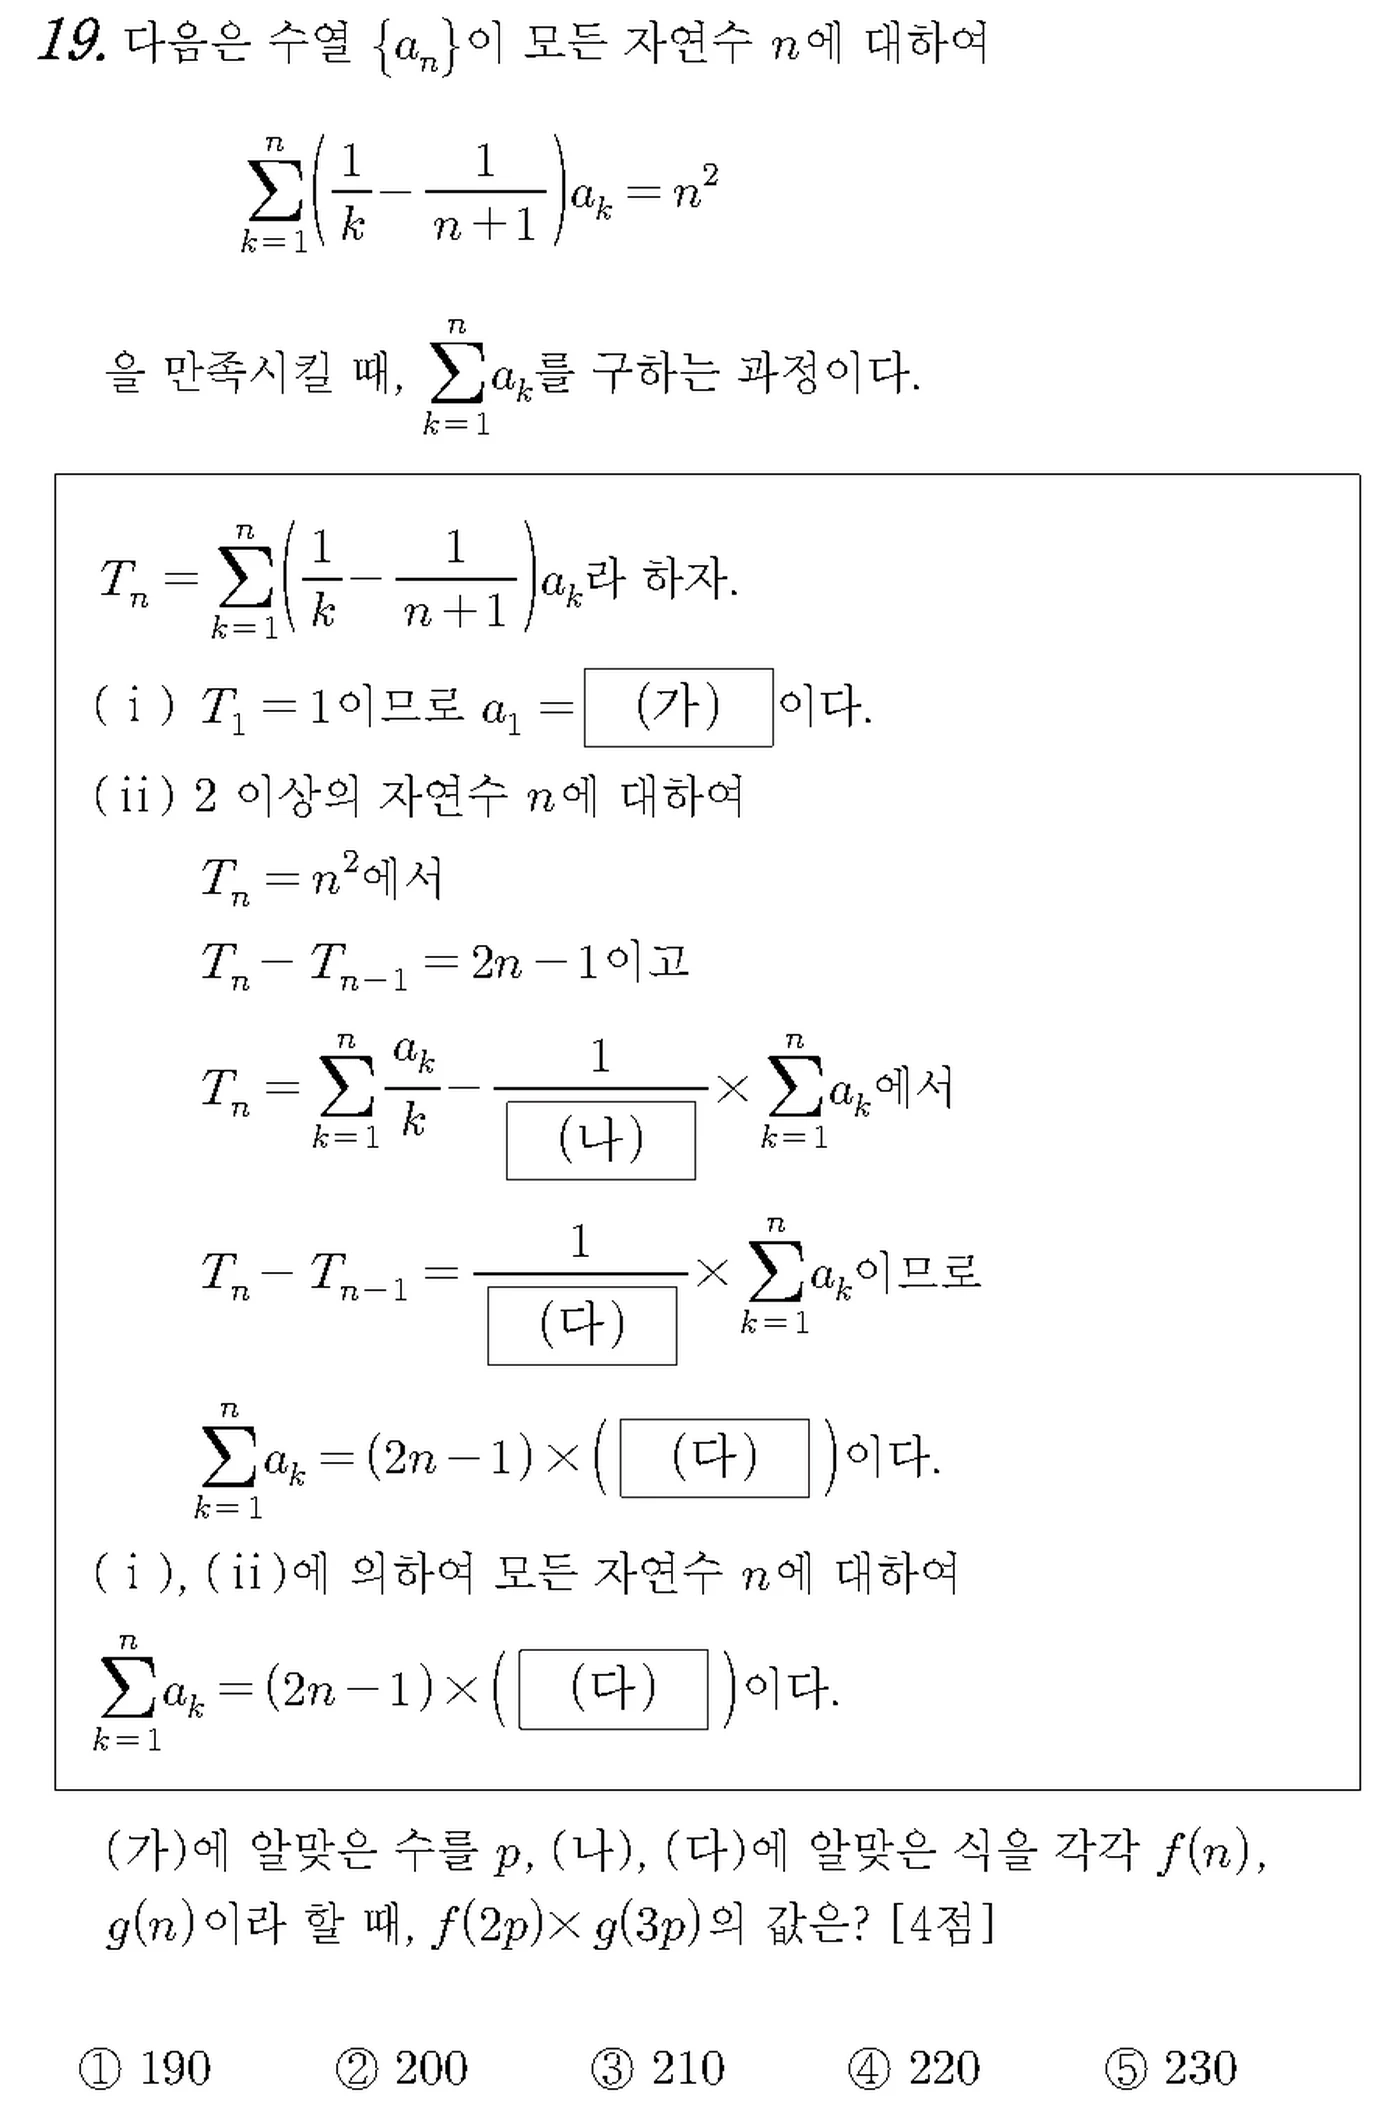 19. 다음은 수열 {aₙ}이 모든 자연수 n에 대하여
∑_{k=1}^{n} (1/k − 1/(n+1)) a_k = n²
을 만족시킬 때, ∑_{k=1}^{n} a_k를 구하는 과정이다.
T_n = ∑_{k=1}^{n} (1/k − 1/(n+1)) a_k라 하자.
(ⅰ) T₁ = 1이므로 a₁ = (가) 이다.
(ⅱ) 2 이상의 자연수 n에 대하여
T_n = n²에서
T_n − T_{n−1} = 2n − 1이고
T_n = ∑_{k=1}^{n} a_k/k − 1/(나) × ∑_{k=1}^{n} a_k에서
T_n − T_{n−1} = 1/(다) × ∑_{k=1}^{n} a_k이므로
∑_{k=1}^{n} a_k = (2n − 1) × ( (다) )이다.
(ⅰ), (ⅱ)에 의하여 모든 자연수 n에 대하여
∑_{k=1}^{n} a_k = (2n − 1) × ( (다) )이다.
(가)에 알맞은 수를 p, (나), (다)에 알맞은 식을 각각 f(n),
g(n)이라 할 때, f(2p) × g(3p)의 값은? [4점]
① 190 ② 200 ③ 210 ④ 220 ⑤ 230